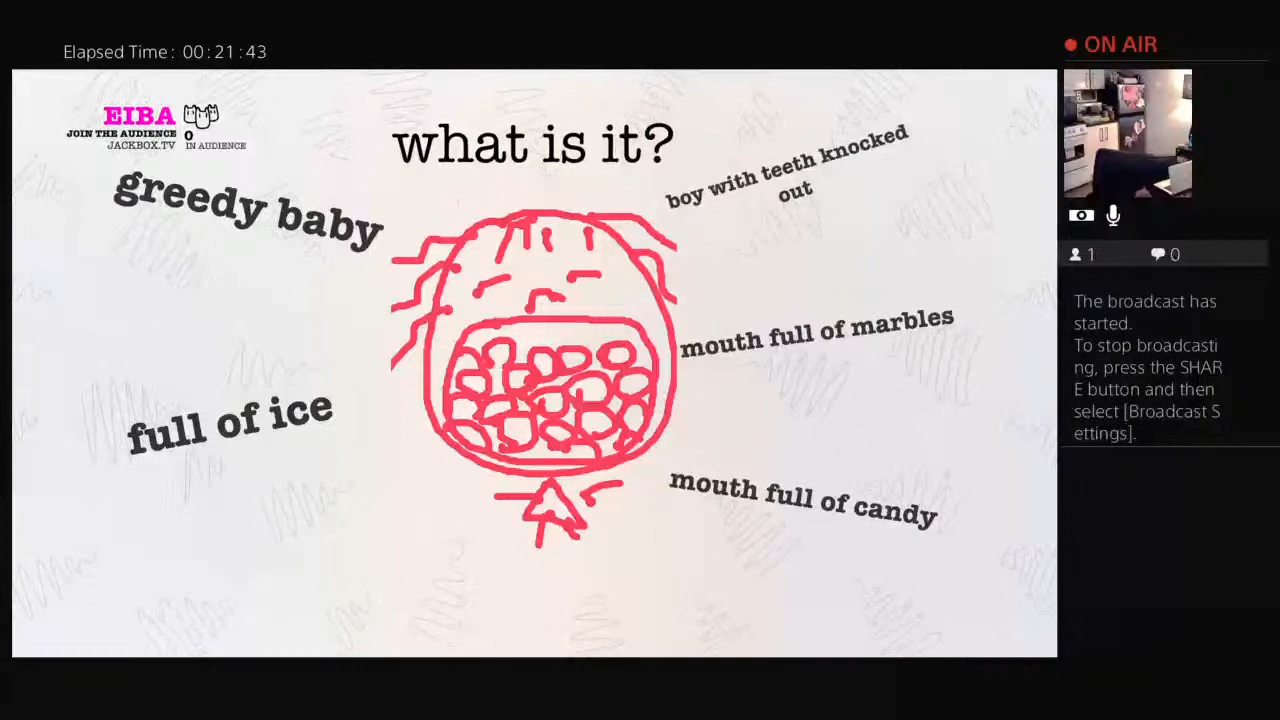 Elapsed Time: 00:21:43
ON AIR
EIBA
JOIN THE AUDIENCE
JACKBOX.TV
0
IN AUDIENCE
what is it?
greedy baby
boy with teeth knocked
out
mouth full of marbles
full of ice
mouth full of candy
1
0
The broadcast has
started.
To stop broadcasti
ng, press the SHAR
E button and then
select [Broadcast S
ettings].